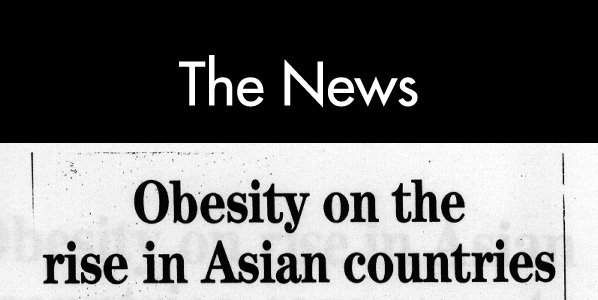 The News
Obesity on the
rise in Asian countries